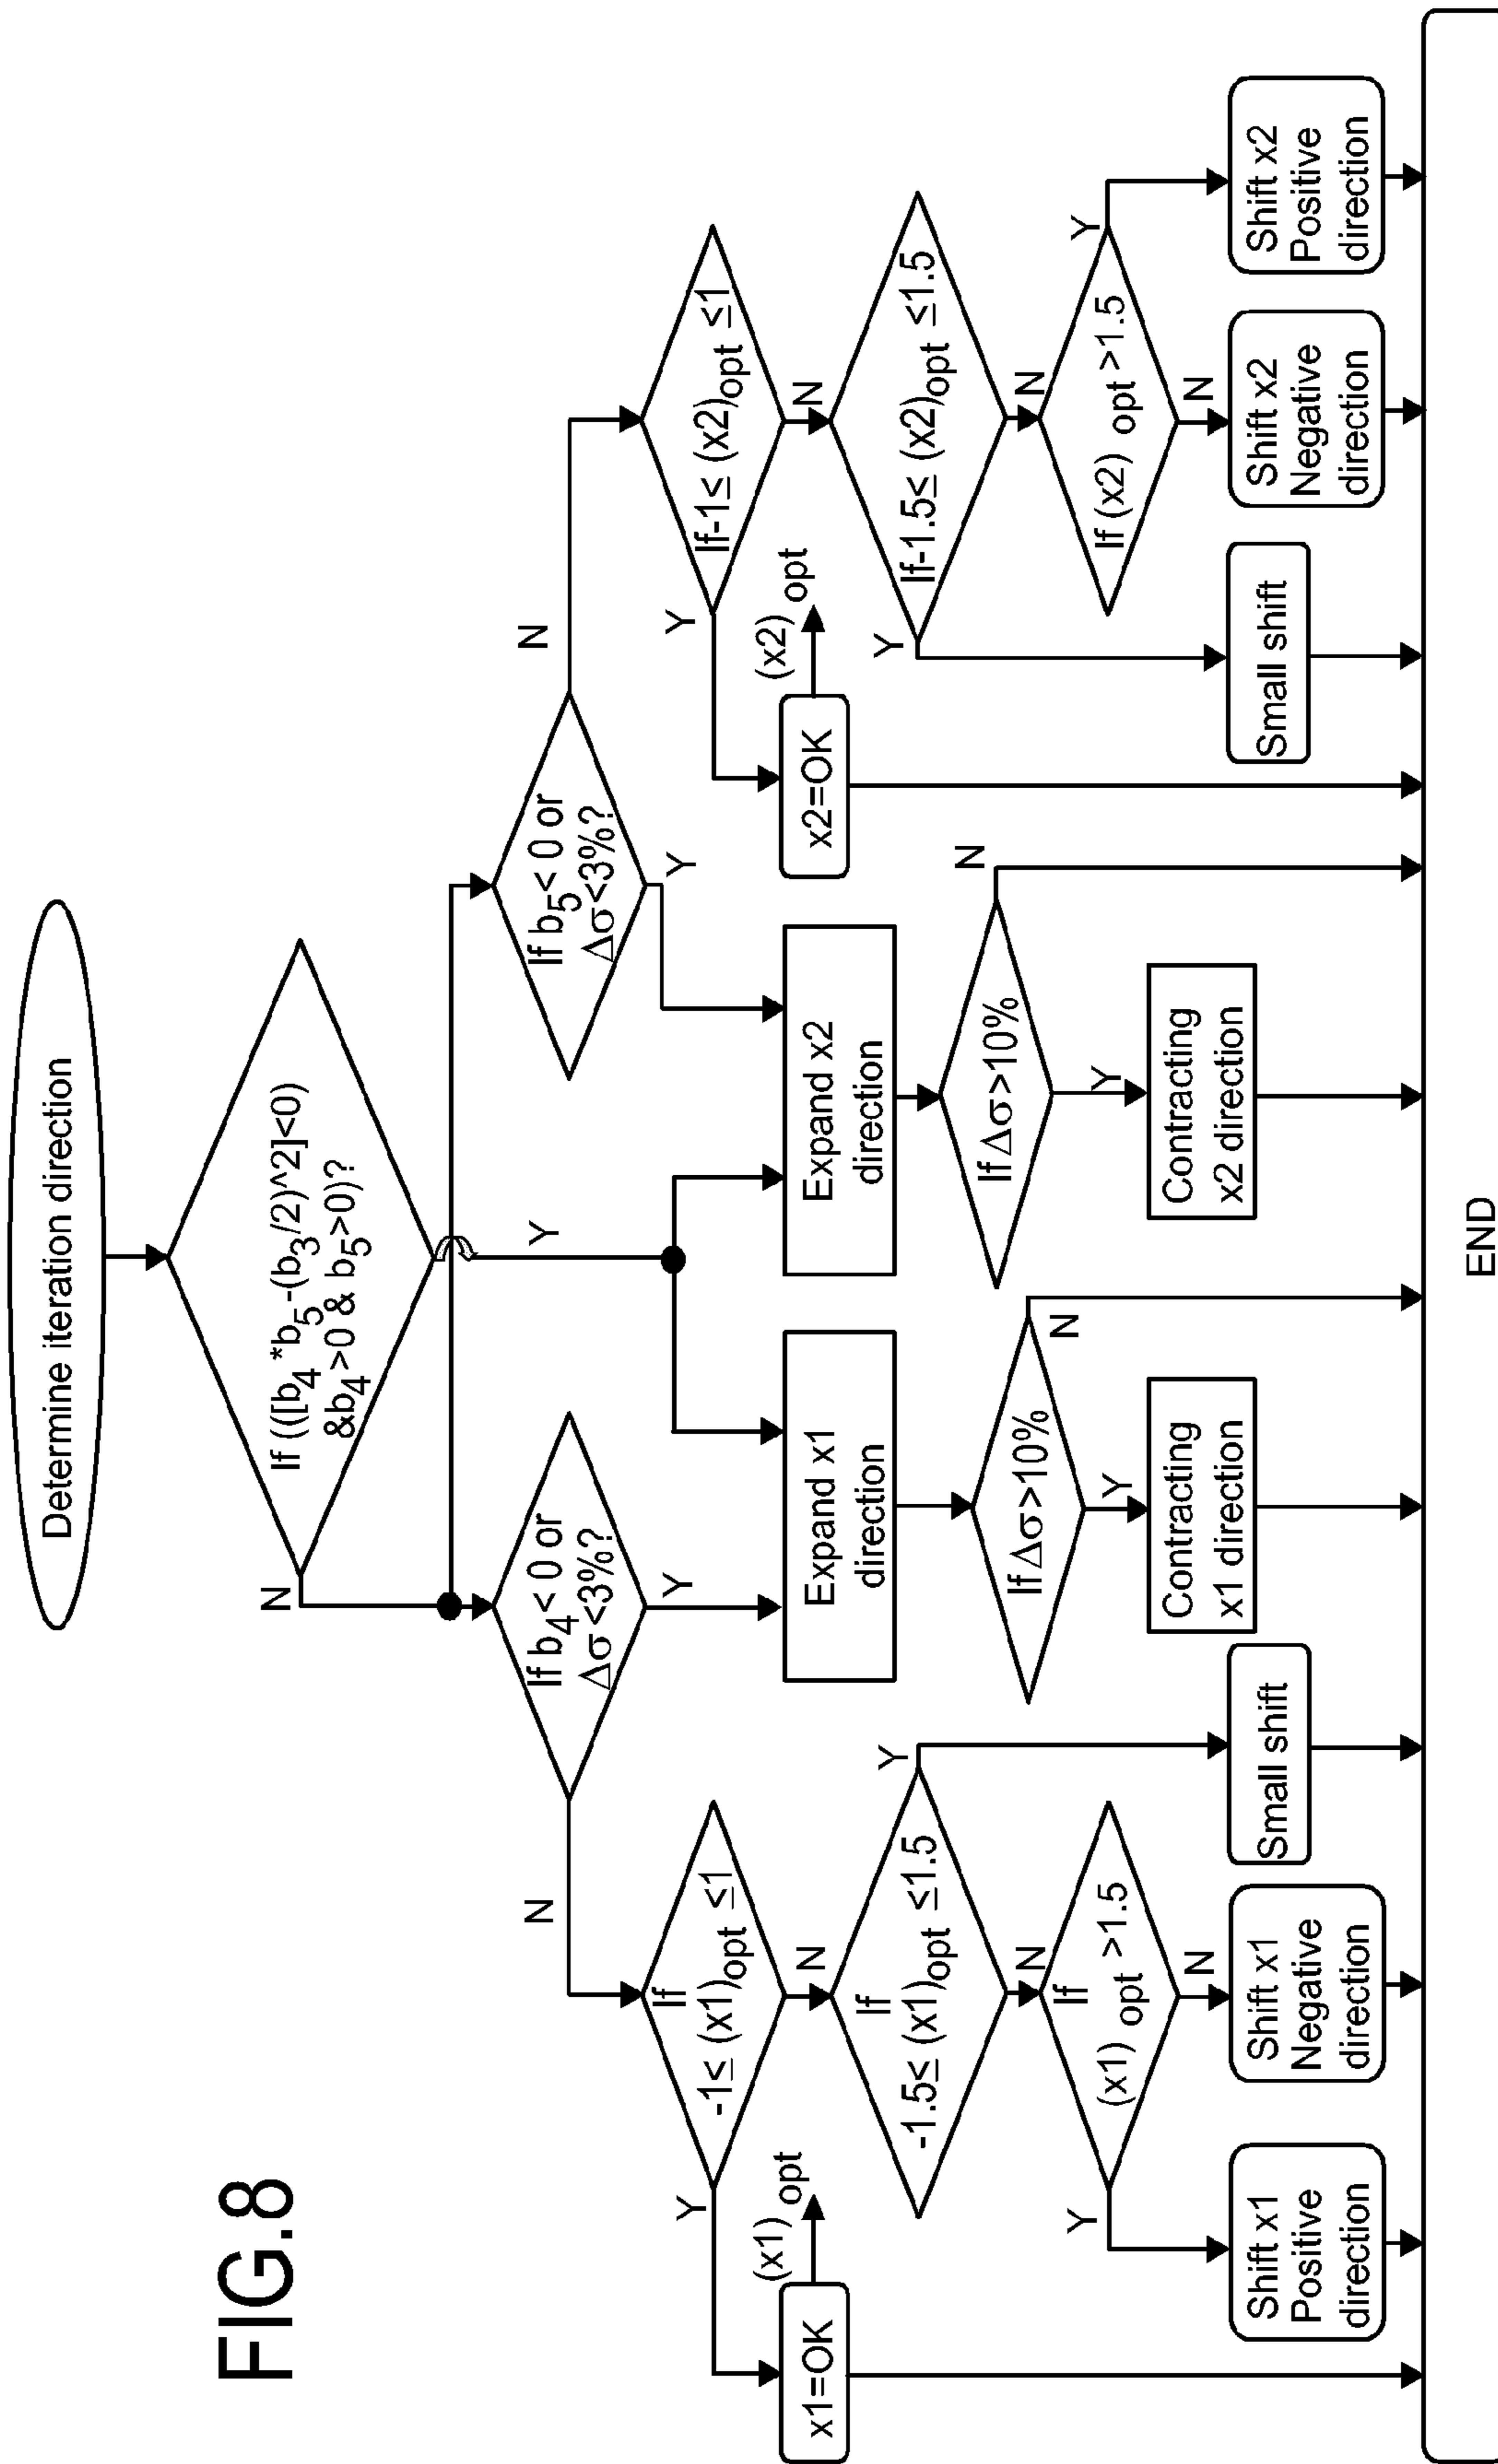 FIG.8
Determine iteration direction
If (([b4*b5-(b3/2)^2]<0)
&b4>0 & b5>0)?
N
Y
If b4< 0 or
Δσ <3%?
N
Y
If b5< 0 or
Δσ <3%?
N
Y
If
-1≤ (x1)opt ≤1
Y
N
x1=OK
(x1) opt
If
-1.5≤ (x1)opt ≤1.5
Y
N
If
(x1) opt >1.5
Y
N
Shift x1
Positive
direction
Shift x1
Negative
direction
Small shift
Expand x1
direction
If Δσ>10%
Y
N
Contracting
x1 direction
Expand x2
direction
If Δσ>10%
Y
N
Contracting
x2 direction
If-1≤ (x2)opt ≤1
Y
N
x2=OK
(x2) opt
If-1.5≤ (x2)opt ≤1.5
Y
N
If (x2) opt >1.5
Y
N
Small shift
Shift x2
Negative
direction
Shift x2
Positive
direction
END